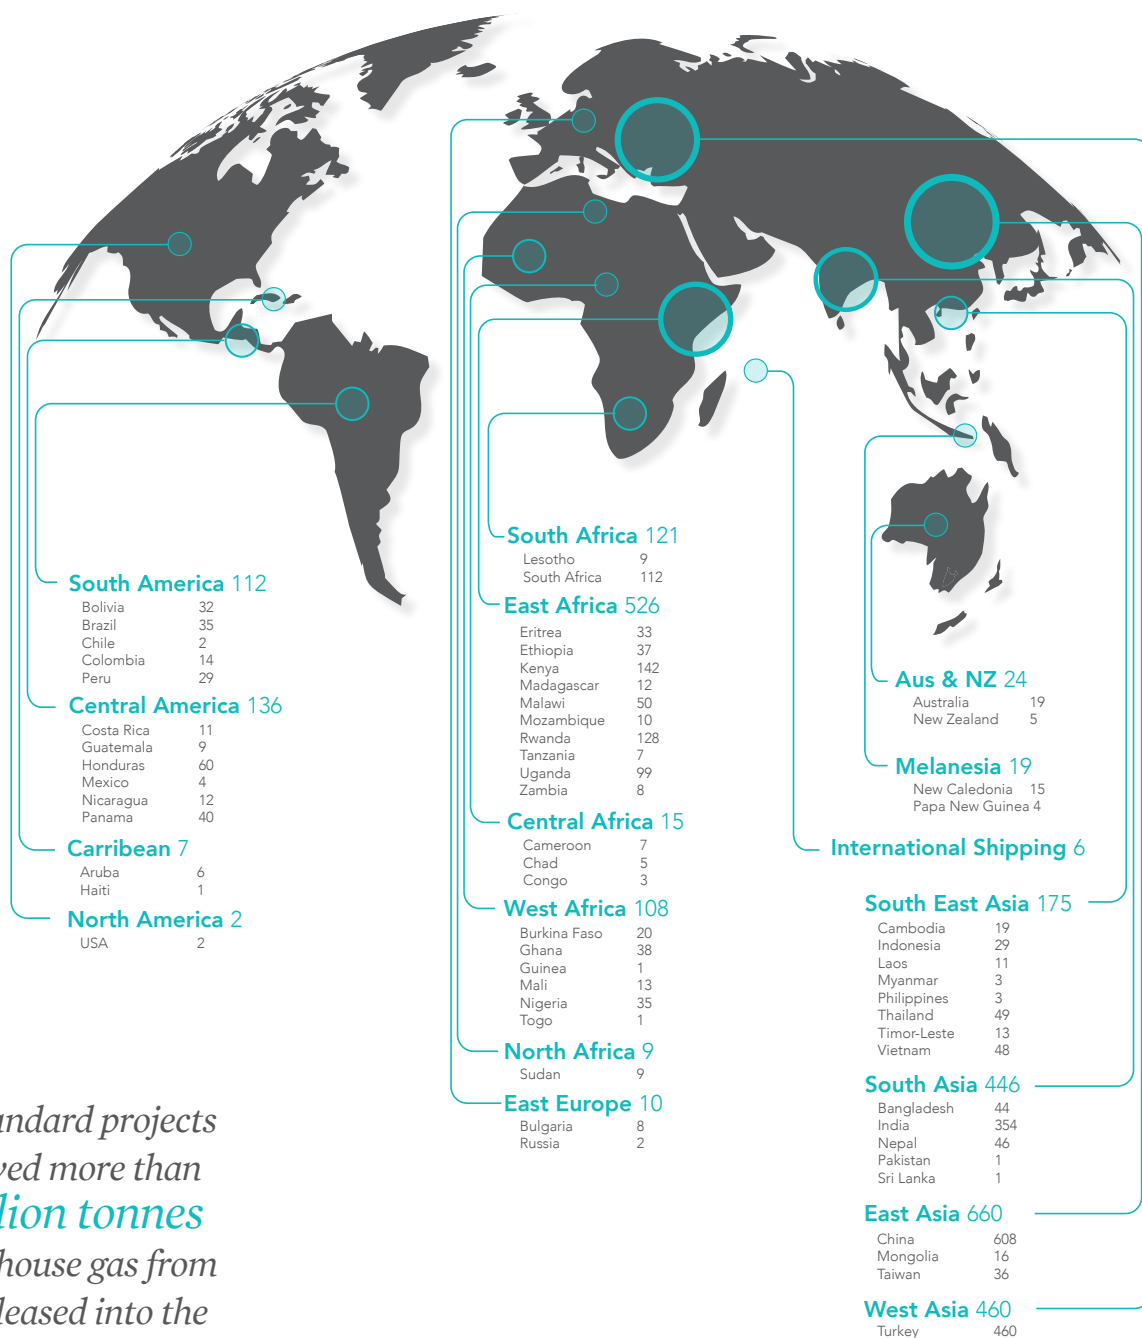 South America 112
Bolivia 32
Brazil 35
Chile 2
Colombia 14
Peru 29
Central America 136
Costa Rica 11
Guatemala 9
Honduras 60
Mexico 4
Nicaragua 12
Panama 40
Carribean 7
Aruba 6
Haiti 1
North America 2
USA 2
South Africa 121
Lesotho 9
South Africa 112
East Africa 526
Eritrea 33
Ethiopia 37
Kenya 142
Madagascar 12
Malawi 50
Mozambique 10
Rwanda 128
Tanzania 7
Uganda 99
Zambia 8
Central Africa 15
Cameroon 7
Chad 5
Congo 3
West Africa 108
Burkina Faso 20
Ghana 38
Guinea 1
Mali 13
Nigeria 35
Togo 1
North Africa 9
Sudan 9
East Europe 10
Bulgaria 8
Russia 2
Aus & NZ 24
Australia 19
New Zealand 5
Melanesia 19
New Caledonia 15
Papa New Guinea 4
International Shipping 6
South East Asia 175
Cambodia 19
Indonesia 29
Laos 11
Myanmar 3
Philippines 3
Thailand 49
Timor-Leste 13
Vietnam 48
South Asia 446
Bangladesh 44
India 354
Nepal 46
Pakistan 1
Sri Lanka 1
East Asia 660
China 608
Mongolia 16
Taiwan 36
West Asia 460
Turkey 460
ndard projects
ved more than
lion tonnes
house gas from
leased into the